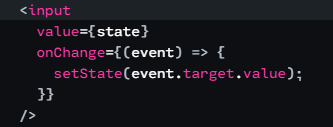 <input
value={state}
onChange={(event) => {
setState(event.target.value);
}}
/>